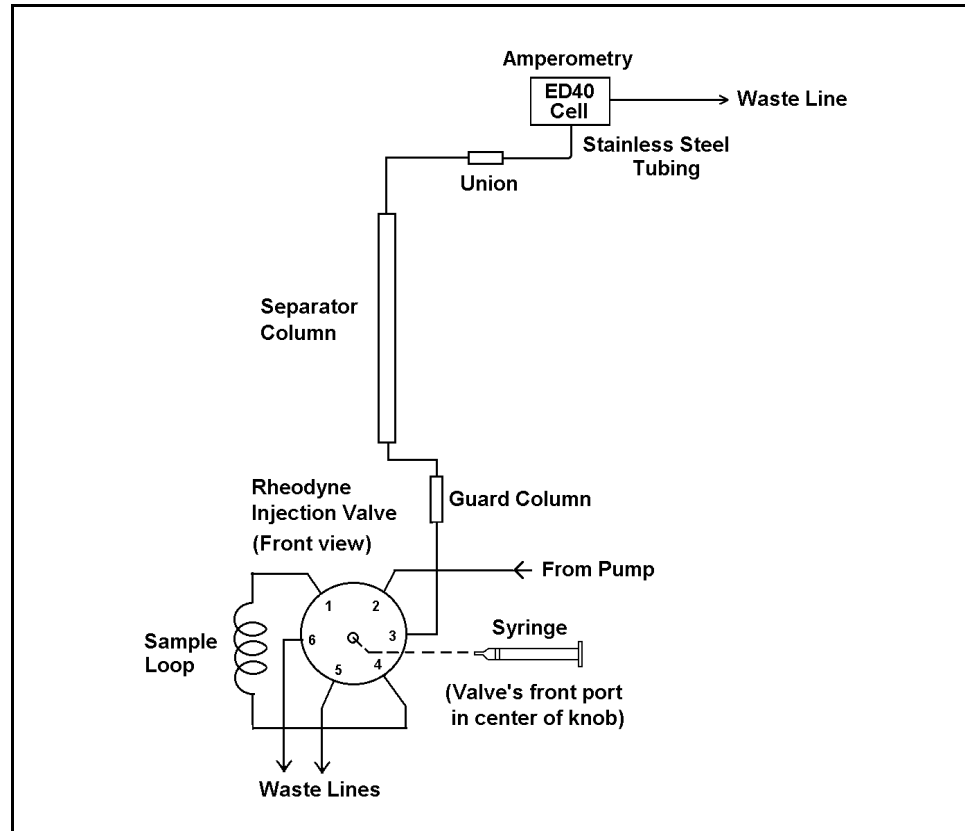 Amperometry
ED40
Cell
Waste Line
Stainless Steel
Tubing
Union
Separator
Column
Rheodyne
Injection Valve
(Front view)
Guard Column
From Pump
1
2
3
4
5
6
Sample
Loop
Syringe
(Valve's front port
in center of knob)
Waste Lines